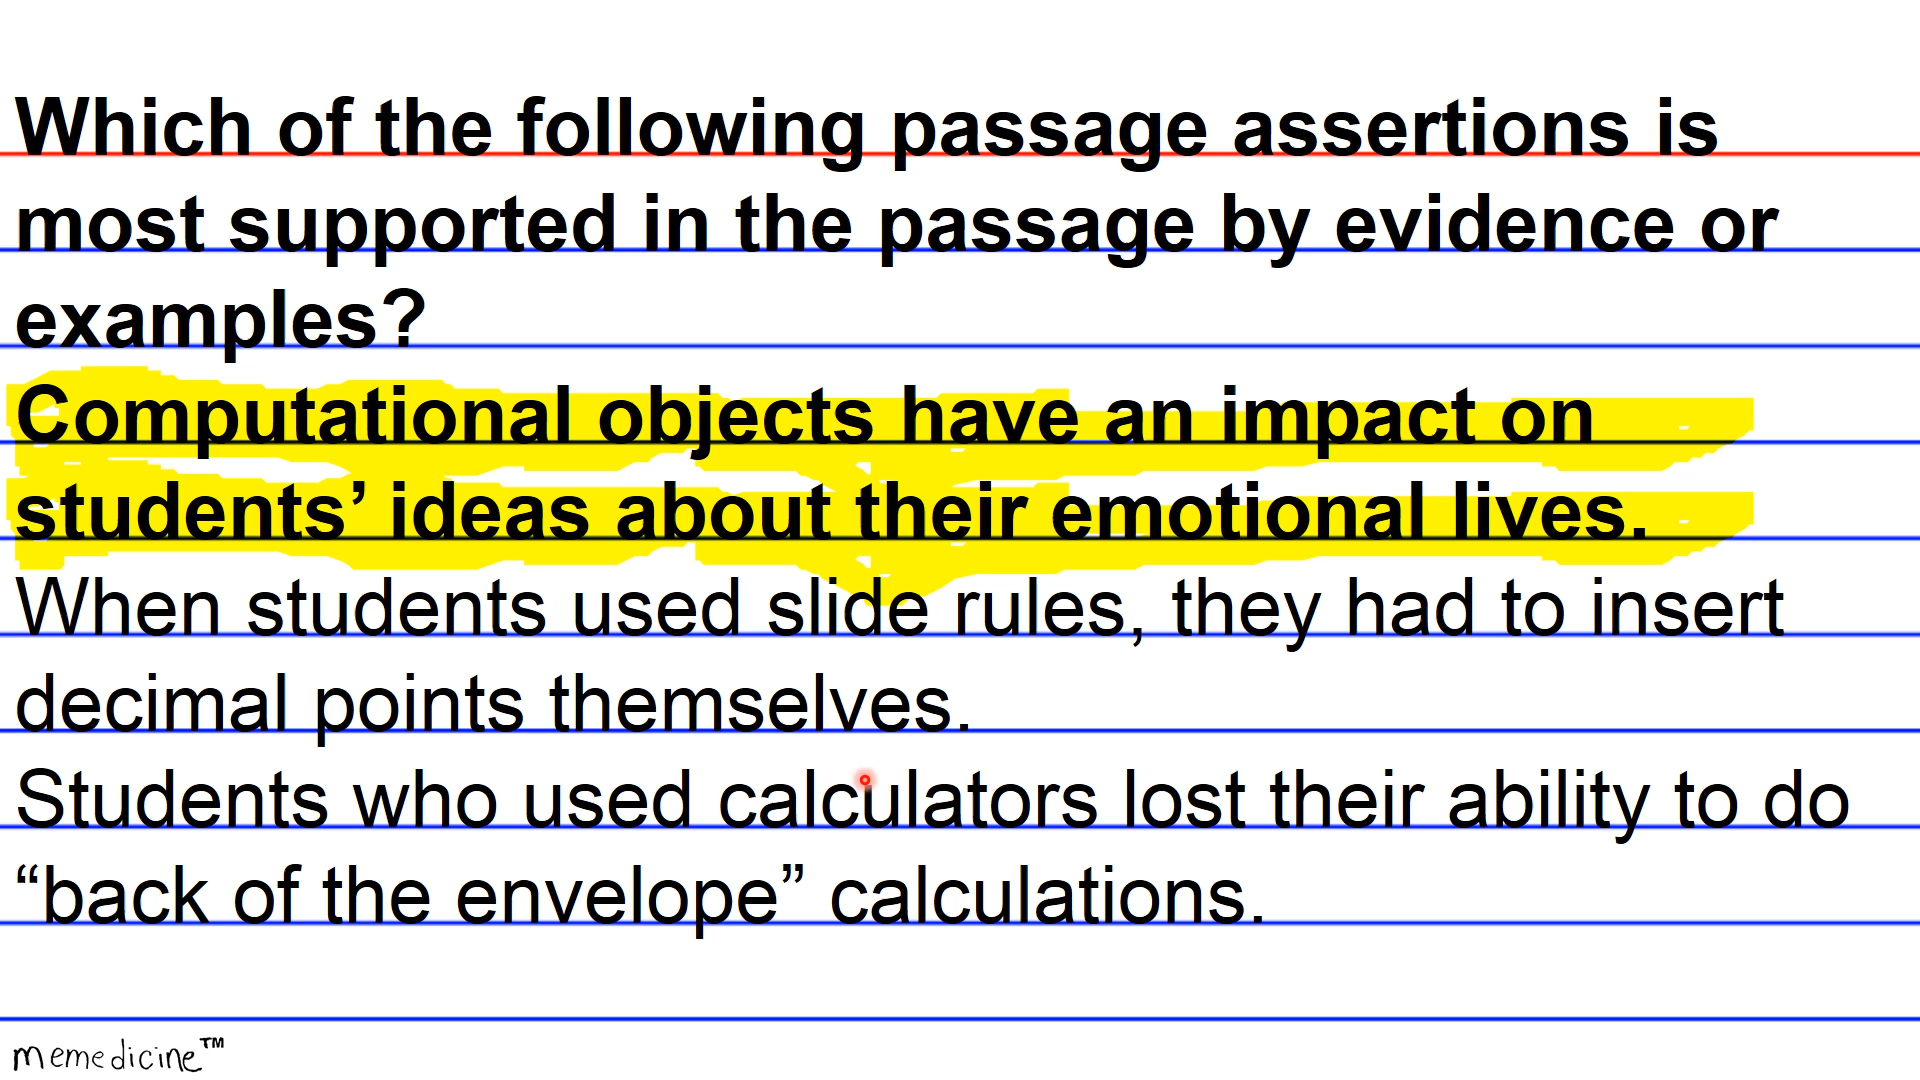 Which of the following passage assertions is
most supported in the passage by evidence or
examples?
Computational objects have an impact on
students’ ideas about their emotional lives.
When students used slide rules, they had to insert
decimal points themselves.
Students who used calculators lost their ability to do
“back of the envelope” calculations.
memedicine™